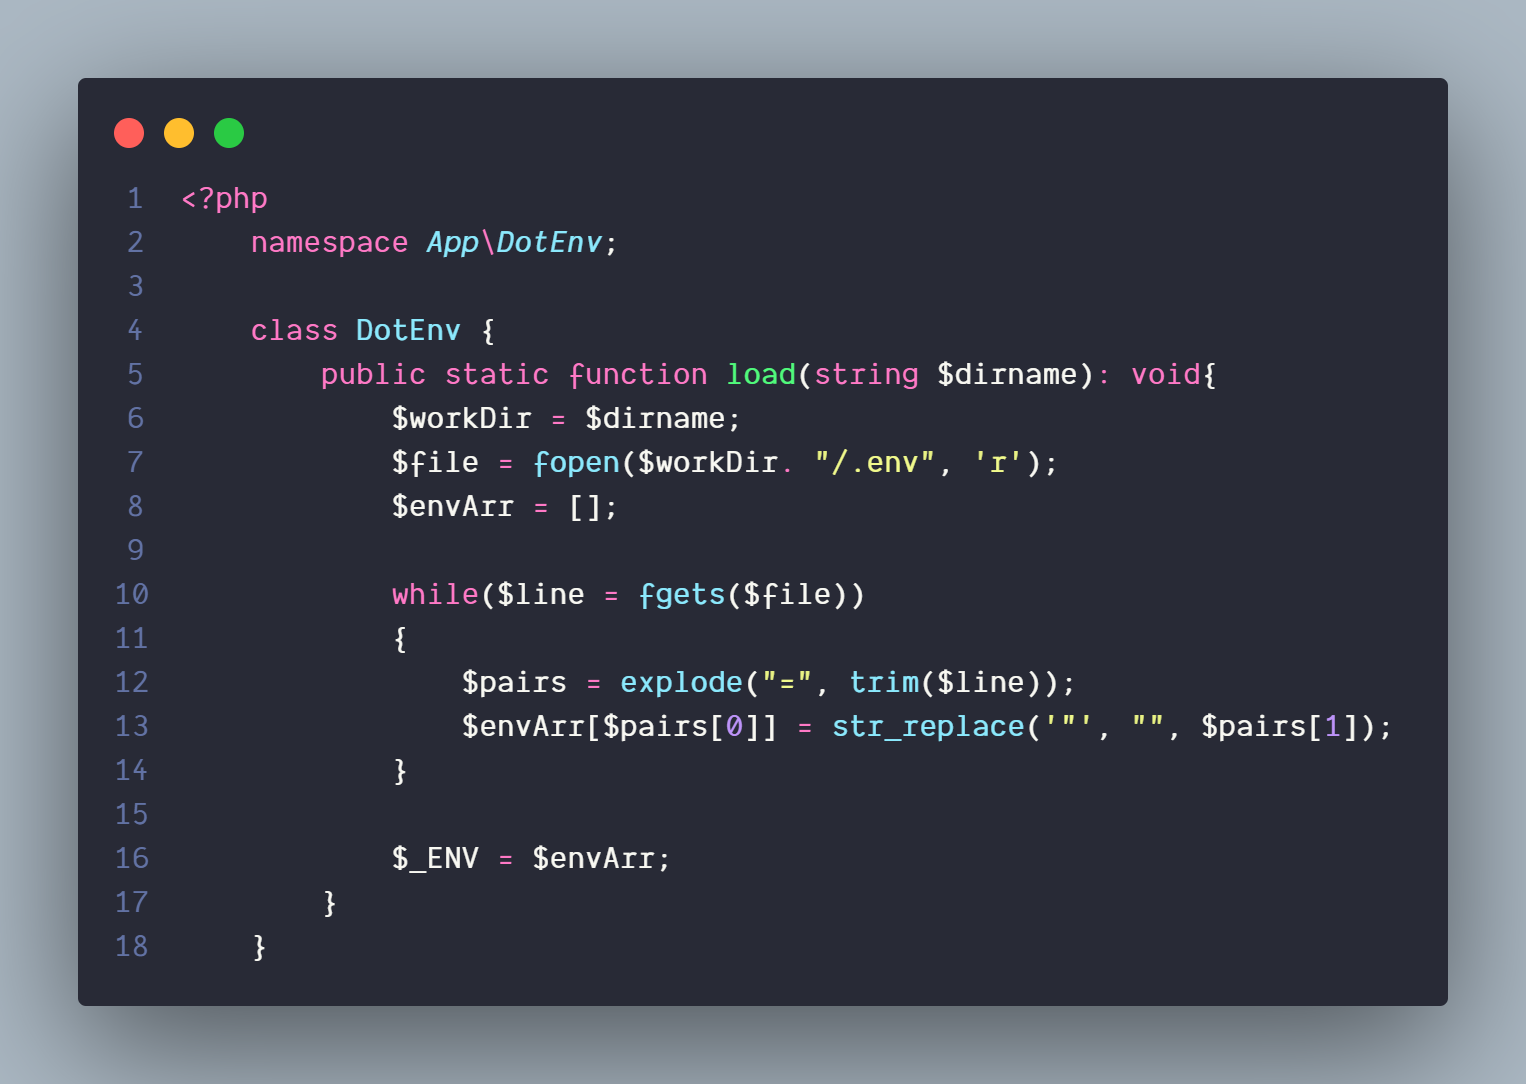 1 <?php
2     namespace App\DotEnv;
3
4     class DotEnv {
5         public static function load(string $dirname): void{
6             $workDir = $dirname;
7             $file = fopen($workDir. "/.env", 'r');
8             $envArr = [];
9
10             while($line = fgets($file))
11             {
12                 $pairs = explode("=", trim($line));
13                 $envArr[$pairs[0]] = str_replace('"', "", $pairs[1]);
14             }
15
16             $_ENV = $envArr;
17         }
18     }